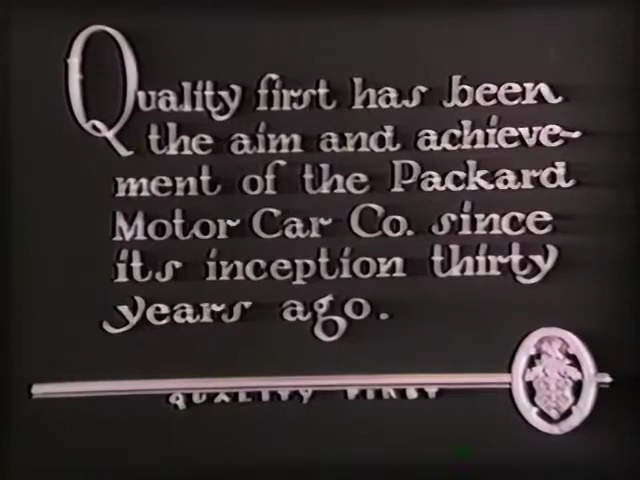 Quality first has been
the aim and achieve-
ment of the Packard
Motor Car Co. since
its inception thirty
years ago.
QUALITY FIRST